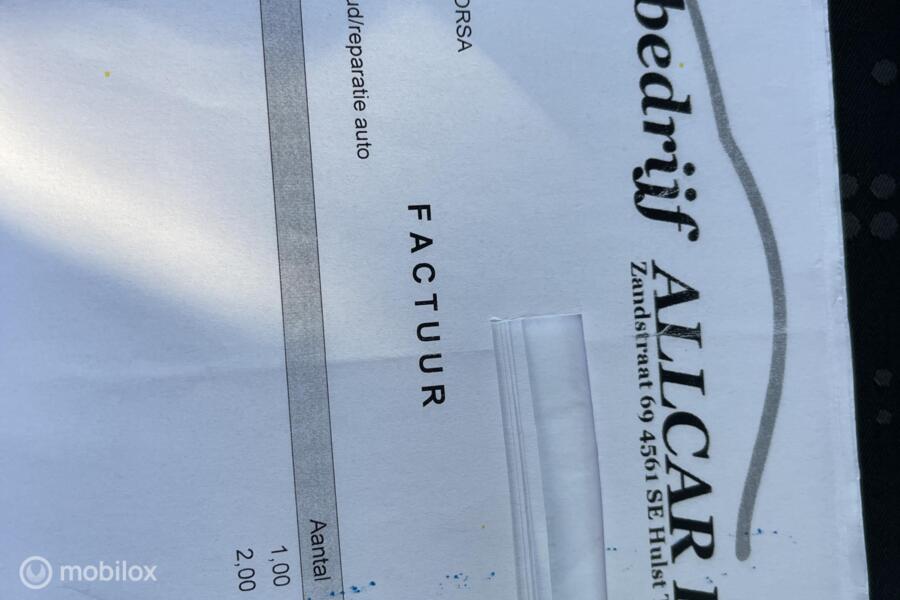 bedrijf ALLCAR
Zandstraat 69 4561 SE Hulst
FACTUUR
ORSA
ud/reparatie auto
Aantal
1,00
2,00
mobilox